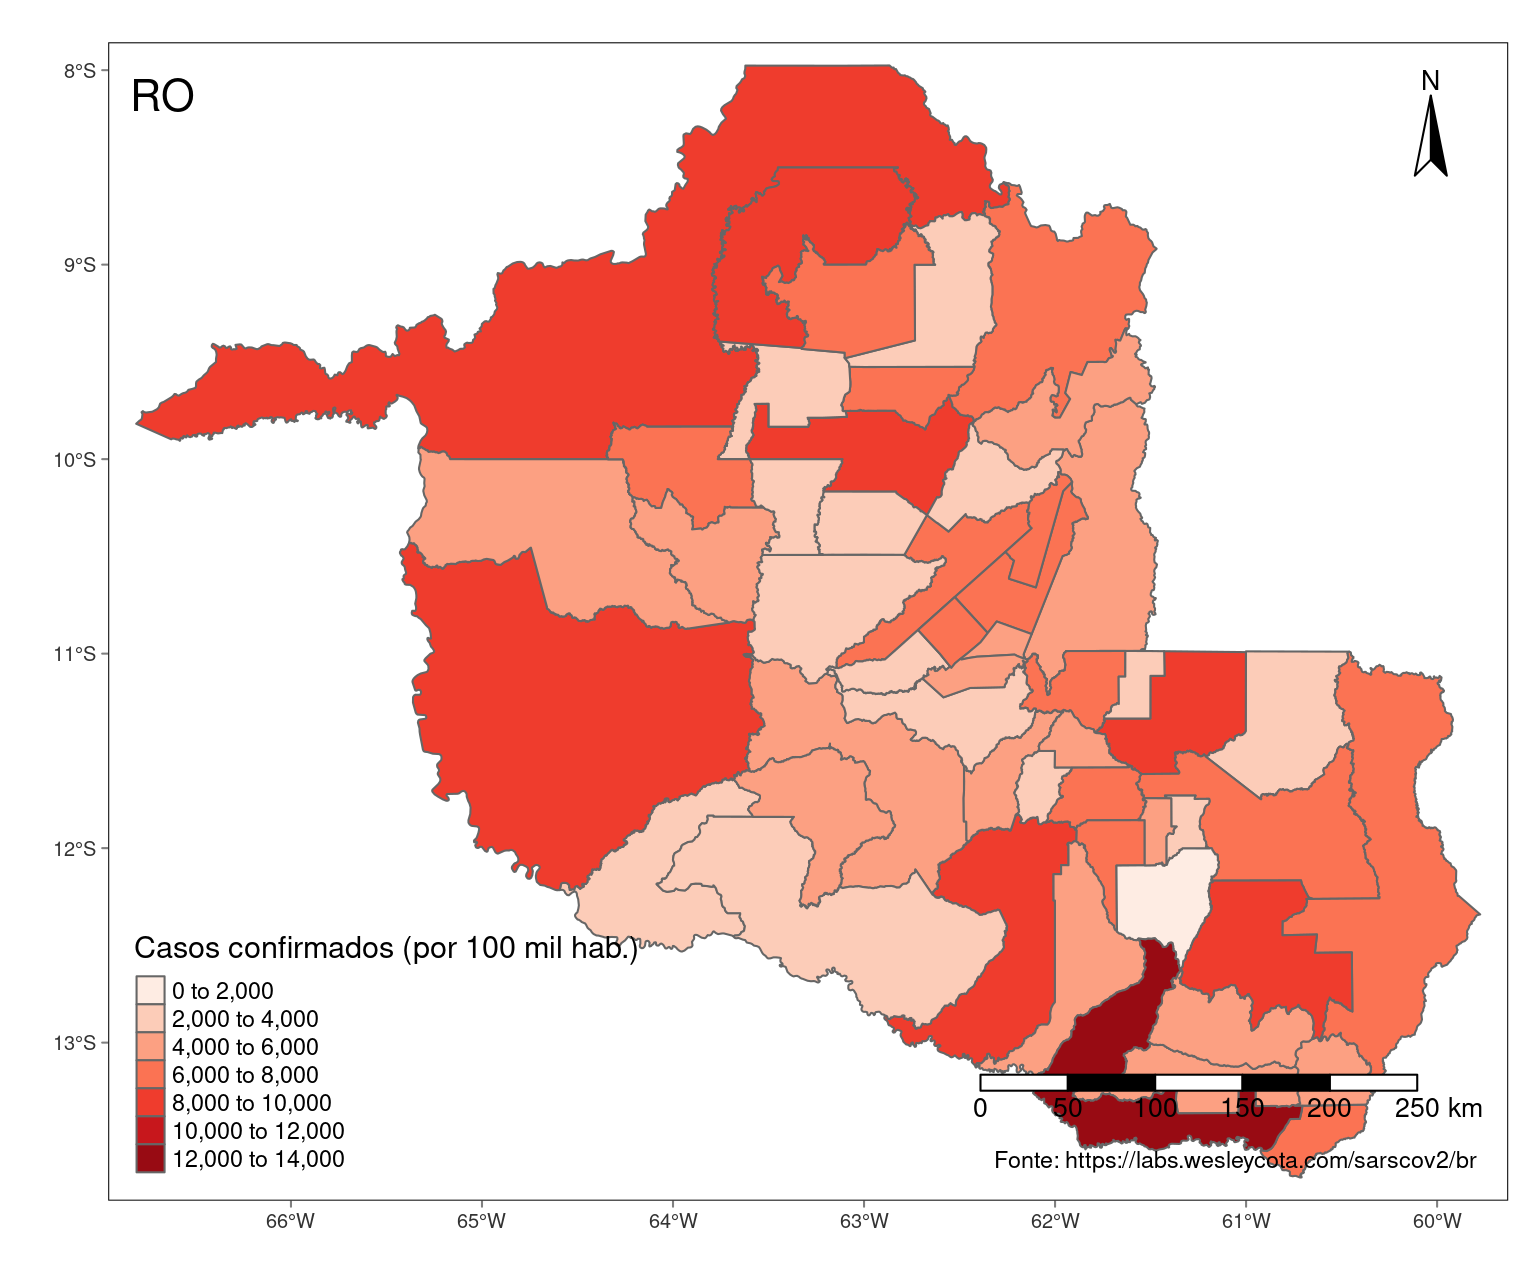 RO
N
8°S
9°S
10°S
11°S
12°S
13°S
Casos confirmados (por 100 mil hab.)
0 to 2,000
2,000 to 4,000
4,000 to 6,000
6,000 to 8,000
8,000 to 10,000
10,000 to 12,000
12,000 to 14,000
0 50 100 150 200 250 km
Fonte: https://labs.wesleycota.com/sarscov2/br
66°W 65°W 64°W 63°W 62°W 61°W 60°W